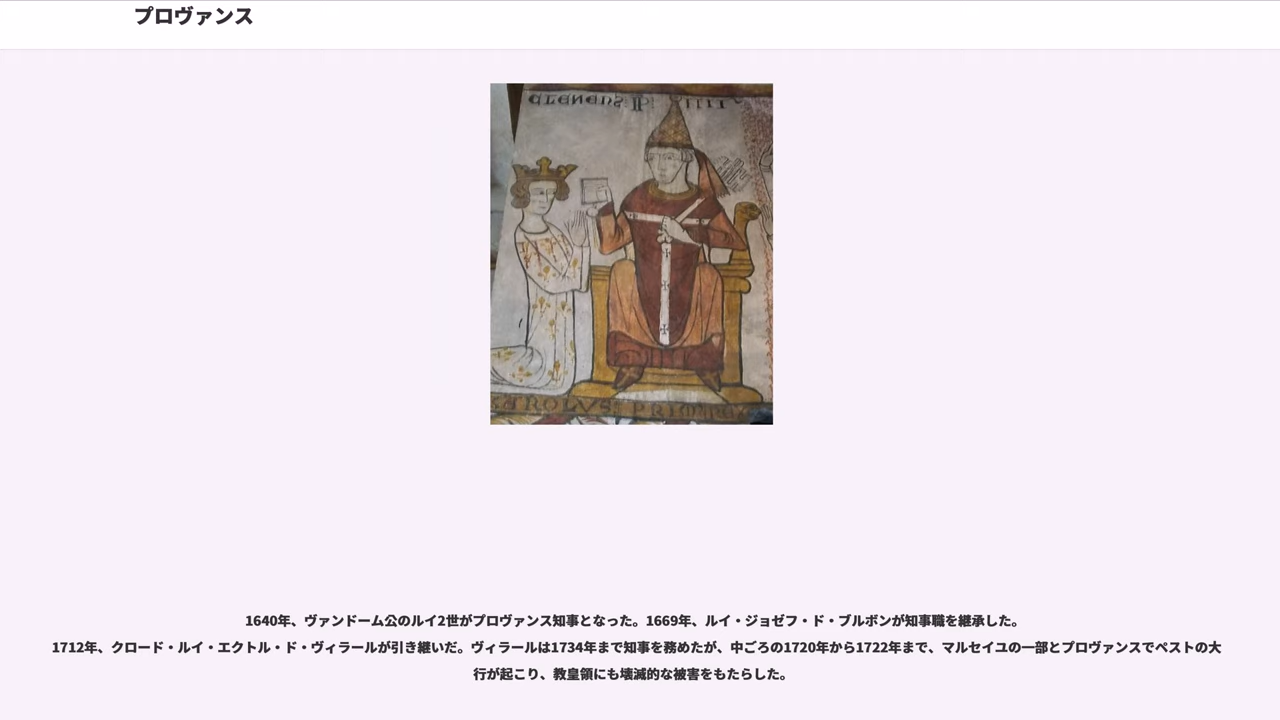 プロヴァンス
CLEMENS PP IIII
KAROLVS PRIMVS
1640年、ヴァンドーム公のルイ2世がプロヴァンス知事となった。1669年、ルイ・ジョゼフ・ド・ブルボンが知事職を継承した。
1712年、クロード・ルイ・エクトル・ド・ヴィラールが引き継いだ。ヴィラールは1734年まで知事を務めたが、中ごろの1720年から1722年まで、マルセイユの一部とプロヴァンスでペストの大
行が起こり、教皇領にも壊滅的な被害をもたらした。